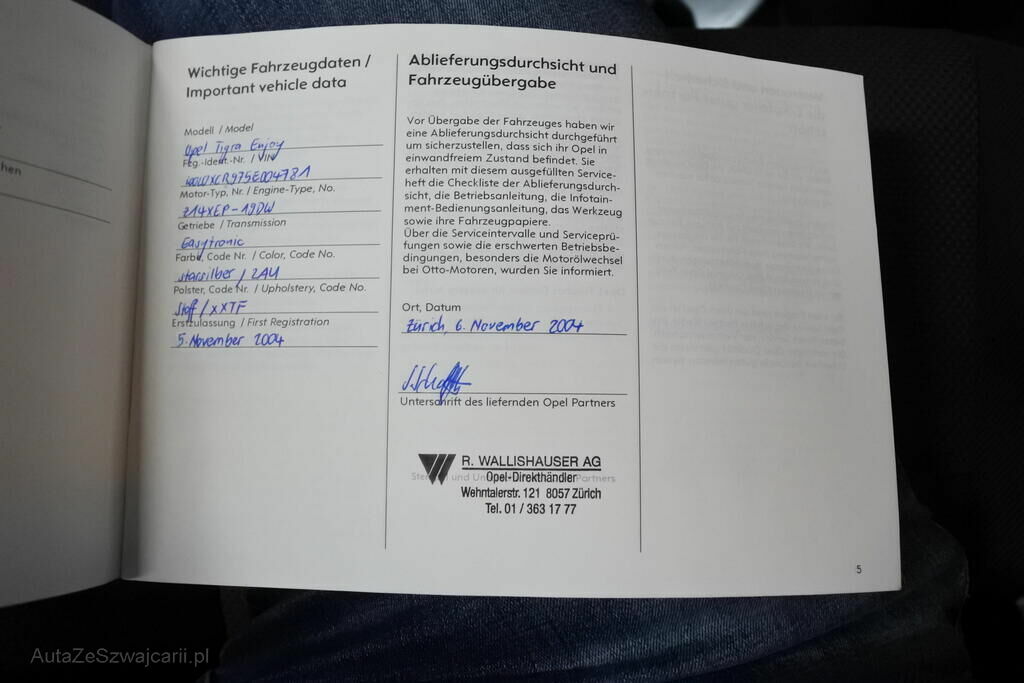 hen
Wichtige Fahrzeugdaten /
Important vehicle data
Modell / Model
Opel Tigra Enjoy
Fzg.-Ident.-Nr. / VIN
W0L0XCR975E004781
Motor-Typ, Nr. / Engine-Type, No.
Z14XEP-19DW
Getriebe / Transmission
Easytronic
Farbe, Code Nr. / Color, Code No.
starsilber / 2AU
Polster, Code Nr. / Upholstery, Code No.
Stoff / XXTF
Erstzulassung / First Registration
5. November 2004
Ablieferungsdurchsicht und
Fahrzeugübergabe
Vor Übergabe der Fahrzeuges haben wir
eine Ablieferungsdurchsicht durchgeführt
um sicherzustellen, dass sich ihr Opel in
einwandfreiem Zustand befindet. Sie
erhalten mit diesem ausgefüllten Service-
heft die Checkliste der Ablieferungsdurch-
sicht, die Betriebsanleitung, die Infotain-
ment-Bedienungsanleitung, das Werkzeug
sowie ihre Fahrzeugpapiere.
Über die Serviceintervalle und Serviceprü-
fungen sowie die erschwerten Betriebsbe-
dingungen, besonders die Motorölwechsel
bei Otto-Motoren, wurden Sie informiert.
Ort, Datum
Zürich, 6. November 2004
Unterschrift des liefernden Opel Partners
R. WALLISHAUSER AG
Opel-Direkthändler
Wehntalerstr. 121 8057 Zürich
Tel. 01 / 363 17 77
5
AutaZeSzwajcarii.pl